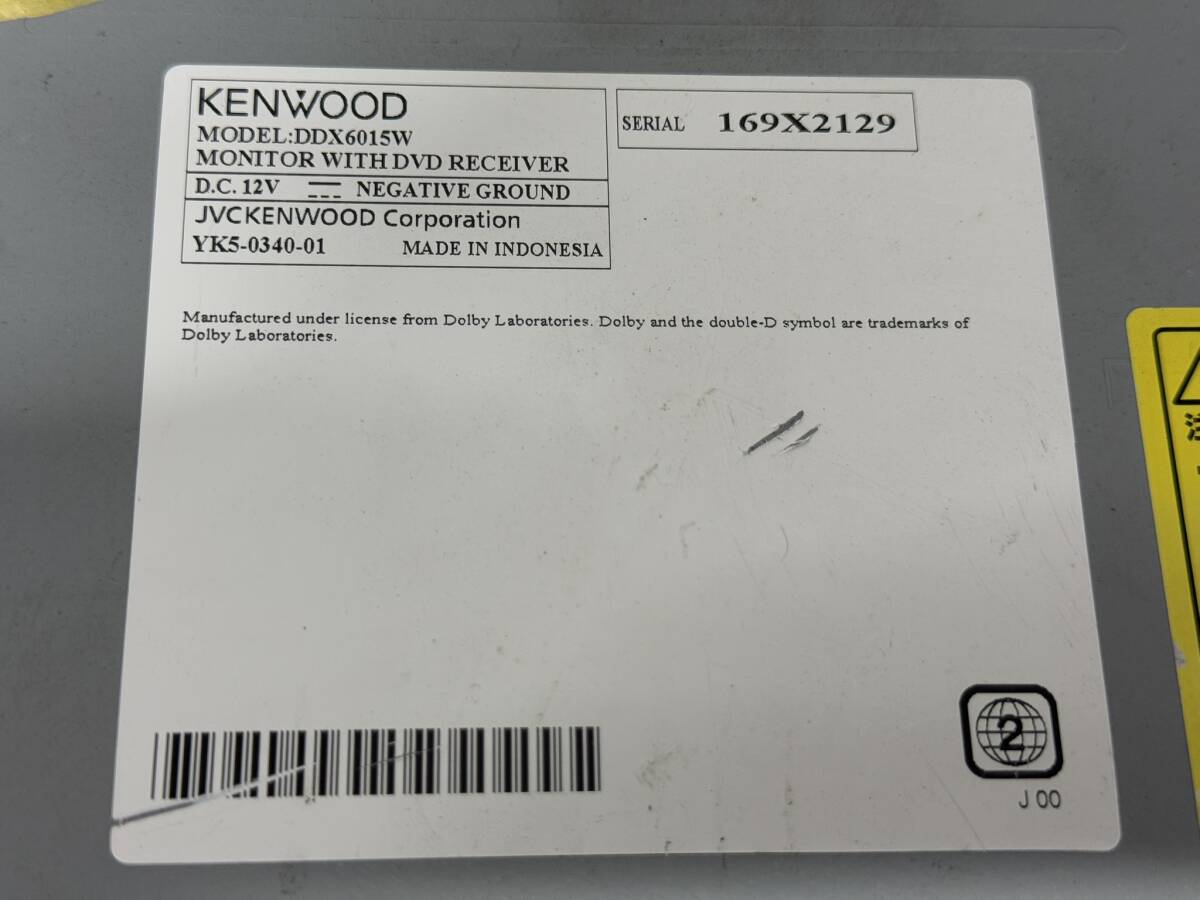 KENWOOD
MODEL:DDX6015W
MONITOR WITH DVD RECEIVER
SERIAL 169X2129
D.C. 12V NEGATIVE GROUND
JVCKENWOOD Corporation
YK5-0340-01 MADE IN INDONESIA
Manufactured under license from Dolby Laboratories. Dolby and the double-D symbol are trademarks of
Dolby Laboratories.
2
J 00